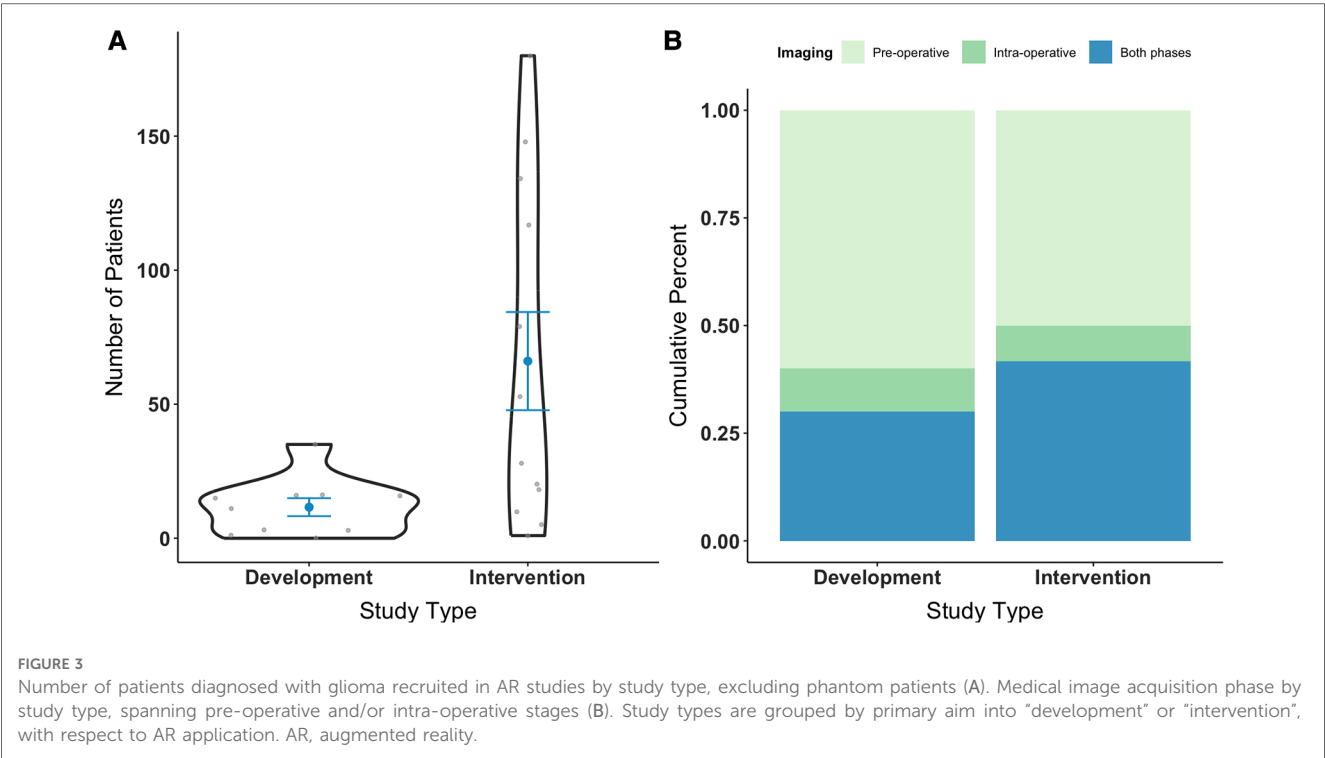 A
Number of Patients
150
100
50
0
Development
Intervention
Study Type
B
Imaging
Pre-operative
Intra-operative
Both phases
Cumulative Percent
1.00
0.75
0.50
0.25
0.00
Development
Intervention
Study Type
FIGURE 3
Number of patients diagnosed with glioma recruited in AR studies by study type, excluding phantom patients (A). Medical image acquisition phase by
study type, spanning pre-operative and/or intra-operative stages (B). Study types are grouped by primary aim into “development” or “intervention”,
with respect to AR application. AR, augmented reality.